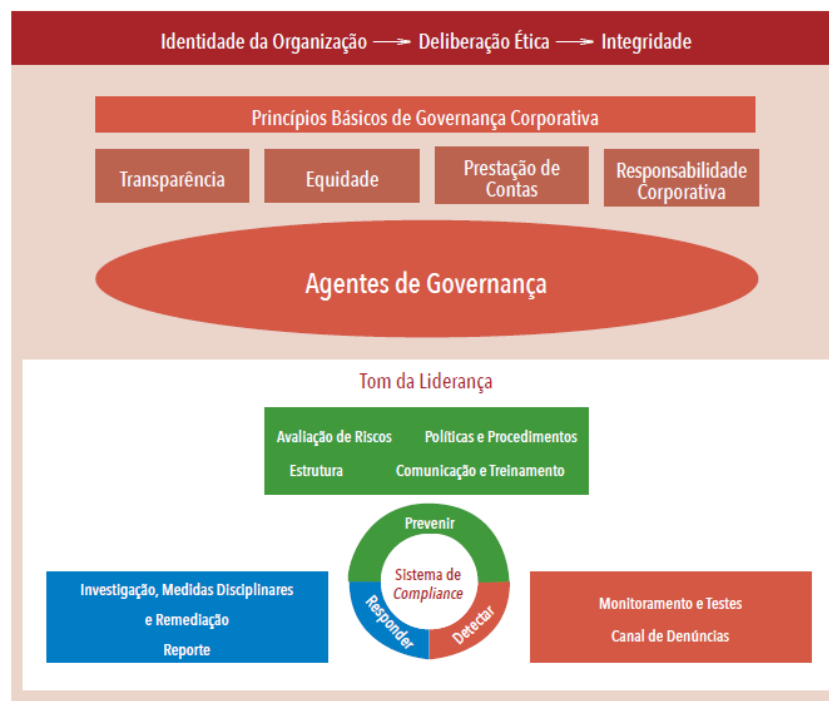 Identidade da Organização → Deliberação Ética → Integridade
Princípios Básicos de Governança Corporativa
Transparência
Equidade
Prestação de
Contas
Responsabilidade
Corporativa
Agentes de Governança
Tom da Liderança
Avaliação de Riscos
Políticas e Procedimentos
Estrutura
Comunicação e Treinamento
Prevenir
Sistema de
Compliance
Responder
Detectar
Investigação, Medidas Disciplinares
e Remediação
Reporte
Monitoramento e Testes
Canal de Denúncias